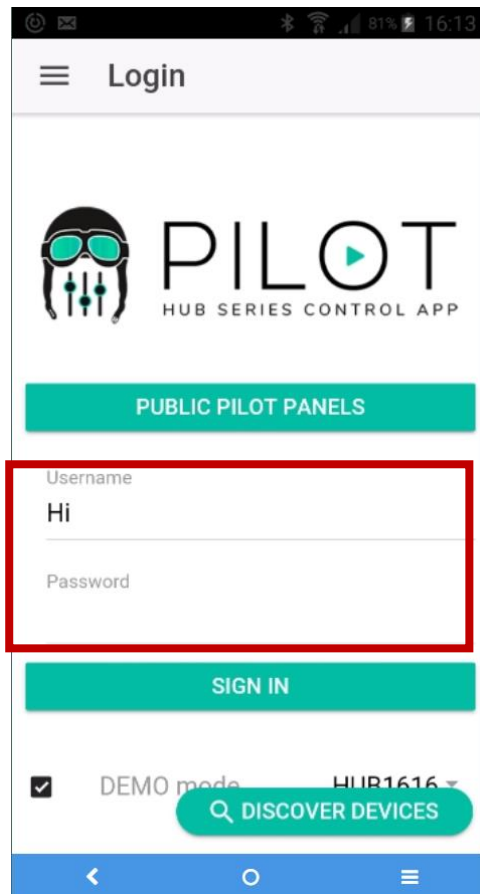 81% 16:13
Login
PILOT
HUB SERIES CONTROL APP
PUBLIC PILOT PANELS
Username
Hi
Password
SIGN IN
DEMO mode HUB1616
DISCOVER DEVICES